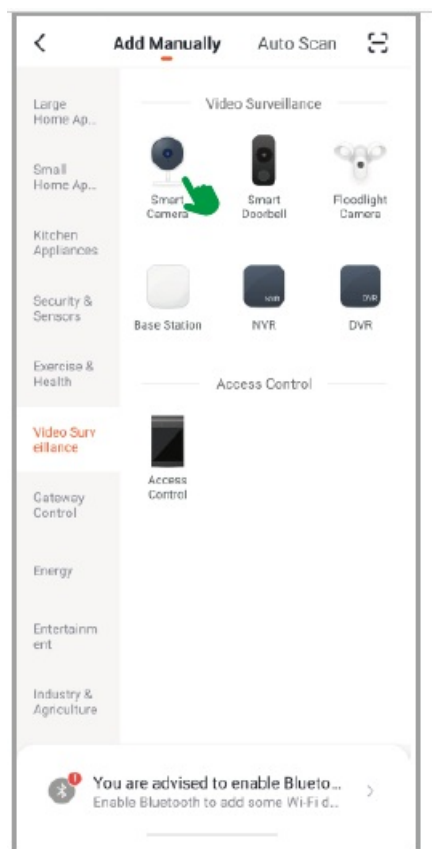 Add Manually Auto Scan
Large
Home Ap...
Small
Home Ap...
Kitchen
Appliances
Security &
Sensors
Exercise &
Health
Video Surv
eillance
Gateway
Control
Energy
Entertainm
ent
Industry &
Agriculture
Video Surveillance
Smart
Camera
Smart
Doorbell
Floodlight
Camera
NVR
DVR
Base Station
NVR
DVR
Access Control
Access
Control
You are advised to enable Blueto...
Enable Bluetooth to add some Wi-Fi d...